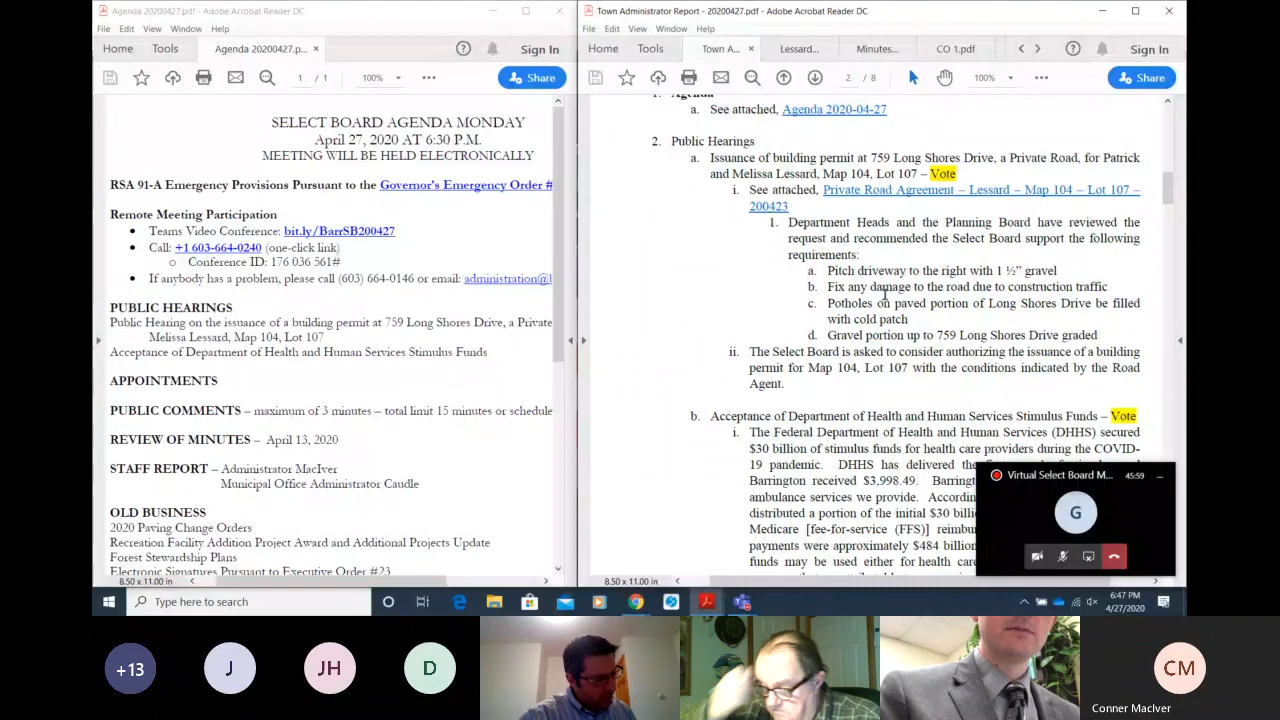 Agenda 20200427.pdf - Adobe Acrobat Reader DC
File Edit View Window Help
Home Tools Agenda 20200427.p... × Sign In
1 / 1 100% Share
SELECT BOARD AGENDA MONDAY
April 27, 2020 AT 6:30 P.M.
MEETING WILL BE HELD ELECTRONICALLY
RSA 91-A Emergency Provisions Pursuant to the Governor's Emergency Order #
Remote Meeting Participation
• Teams Video Conference: bit.ly/BarrSB200427
• Call: +1 603-664-0240 (one-click link)
o Conference ID: 176 036 561#
• If anybody has a problem, please call (603) 664-0146 or email: administration@b
PUBLIC HEARINGS
Public Hearing on the issuance of a building permit at 759 Long Shores Drive, a Private
Melissa Lessard, Map 104, Lot 107
Acceptance of Department of Health and Human Services Stimulus Funds
APPOINTMENTS
PUBLIC COMMENTS – maximum of 3 minutes – total limit 15 minutes or schedule
REVIEW OF MINUTES – April 13, 2020
STAFF REPORT – Administrator MacIver
Municipal Office Administrator Caudle
OLD BUSINESS
2020 Paving Change Orders
Recreation Facility Addition Project Award and Additional Projects Update
Forest Stewardship Plans
Electronic Signatures Pursuant to Executive Order #23
8.50 x 11.00 in
Town Administrator Report - 20200427.pdf - Adobe Acrobat Reader DC
File Edit View Window Help
Home Tools Town A... × Lessard... Minutes... CO 1.pdf Sign In
2 / 8 100% Share
1. Agenda
a. See attached, Agenda 2020-04-27
2. Public Hearings
a. Issuance of building permit at 759 Long Shores Drive, a Private Road, for Patrick
and Melissa Lessard, Map 104, Lot 107 – Vote
i. See attached, Private Road Agreement – Lessard – Map 104 – Lot 107 –
200423
1. Department Heads and the Planning Board have reviewed the
request and recommended the Select Board support the following
requirements:
a. Pitch driveway to the right with 1 ½" gravel
b. Fix any damage to the road due to construction traffic
c. Potholes on paved portion of Long Shores Drive be filled
with cold patch
d. Gravel portion up to 759 Long Shores Drive graded
ii. The Select Board is asked to consider authorizing the issuance of a building
permit for Map 104, Lot 107 with the conditions indicated by the Road
Agent.
b. Acceptance of Department of Health and Human Services Stimulus Funds – Vote
i. The Federal Department of Health and Human Services (DHHS) secured
$30 billion of stimulus funds for health care providers during the COVID-
19 pandemic. DHHS has delivered the
Barrington received $3,998.49. Barring
ambulance services we provide. Accordin
distributed a portion of the initial $30 billi
Medicare [fee-for-service (FFS)] reimbu
payments were approximately $484 billion
funds may be used either for health care
8.50 x 11.00 in
Virtual Select Board M... 45:59
G
Type here to search
6:47 PM
4/27/2020
+13
J
JH
D
CM
Conner MacIver